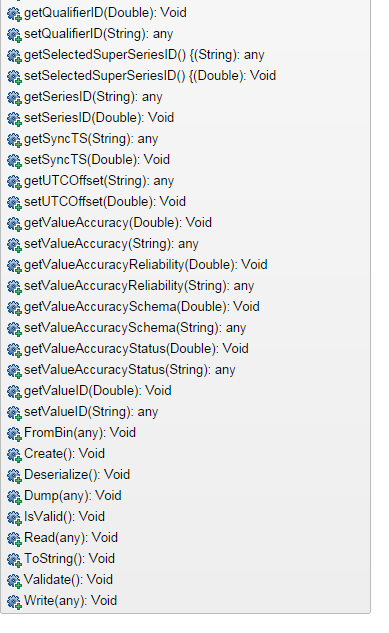 getQualifierID(Double): Void
setQualifierID(String): any
getSelectedSuperSeriesID() {(String): any
setSelectedSuperSeriesID() {(Double): Void
getSeriesID(String): any
setSeriesID(Double): Void
getSyncTS(String): any
setSyncTS(Double): Void
getUTCOffset(String): any
setUTCOffset(Double): Void
getValueAccuracy(Double): Void
setValueAccuracy(String): any
getValueAccuracyReliability(Double): Void
setValueAccuracyReliability(String): any
getValueAccuracySchema(Double): Void
setValueAccuracySchema(String): any
getValueAccuracyStatus(Double): Void
setValueAccuracyStatus(String): any
getValueID(Double): Void
setValueID(String): any
FromBin(any): Void
Create(): Void
Deserialize(): Void
Dump(any): Void
IsValid(): Void
Read(any): Void
ToString(): Void
Validate(): Void
Write(any): Void